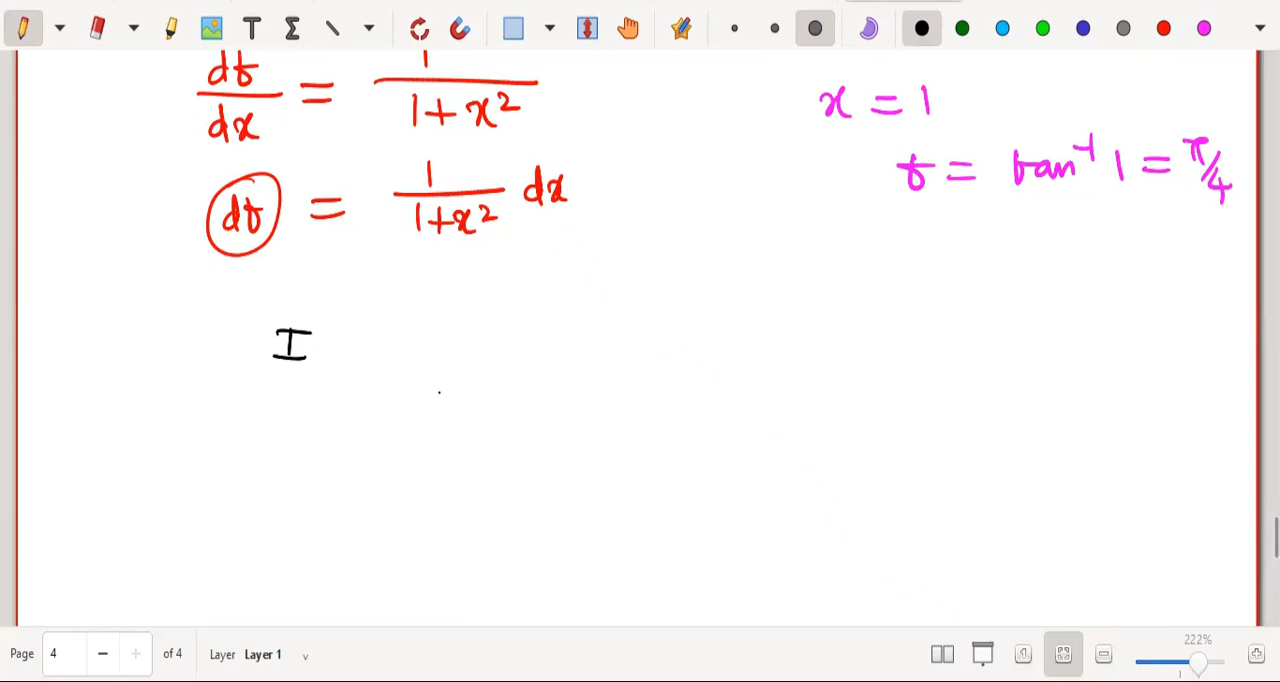 dt/dx = 1/(1+x²)
x = 1
t = tan⁻¹ 1 = π/4
dt = 1/(1+x²) dx
I
Page 4 of 4 Layer Layer 1 222%